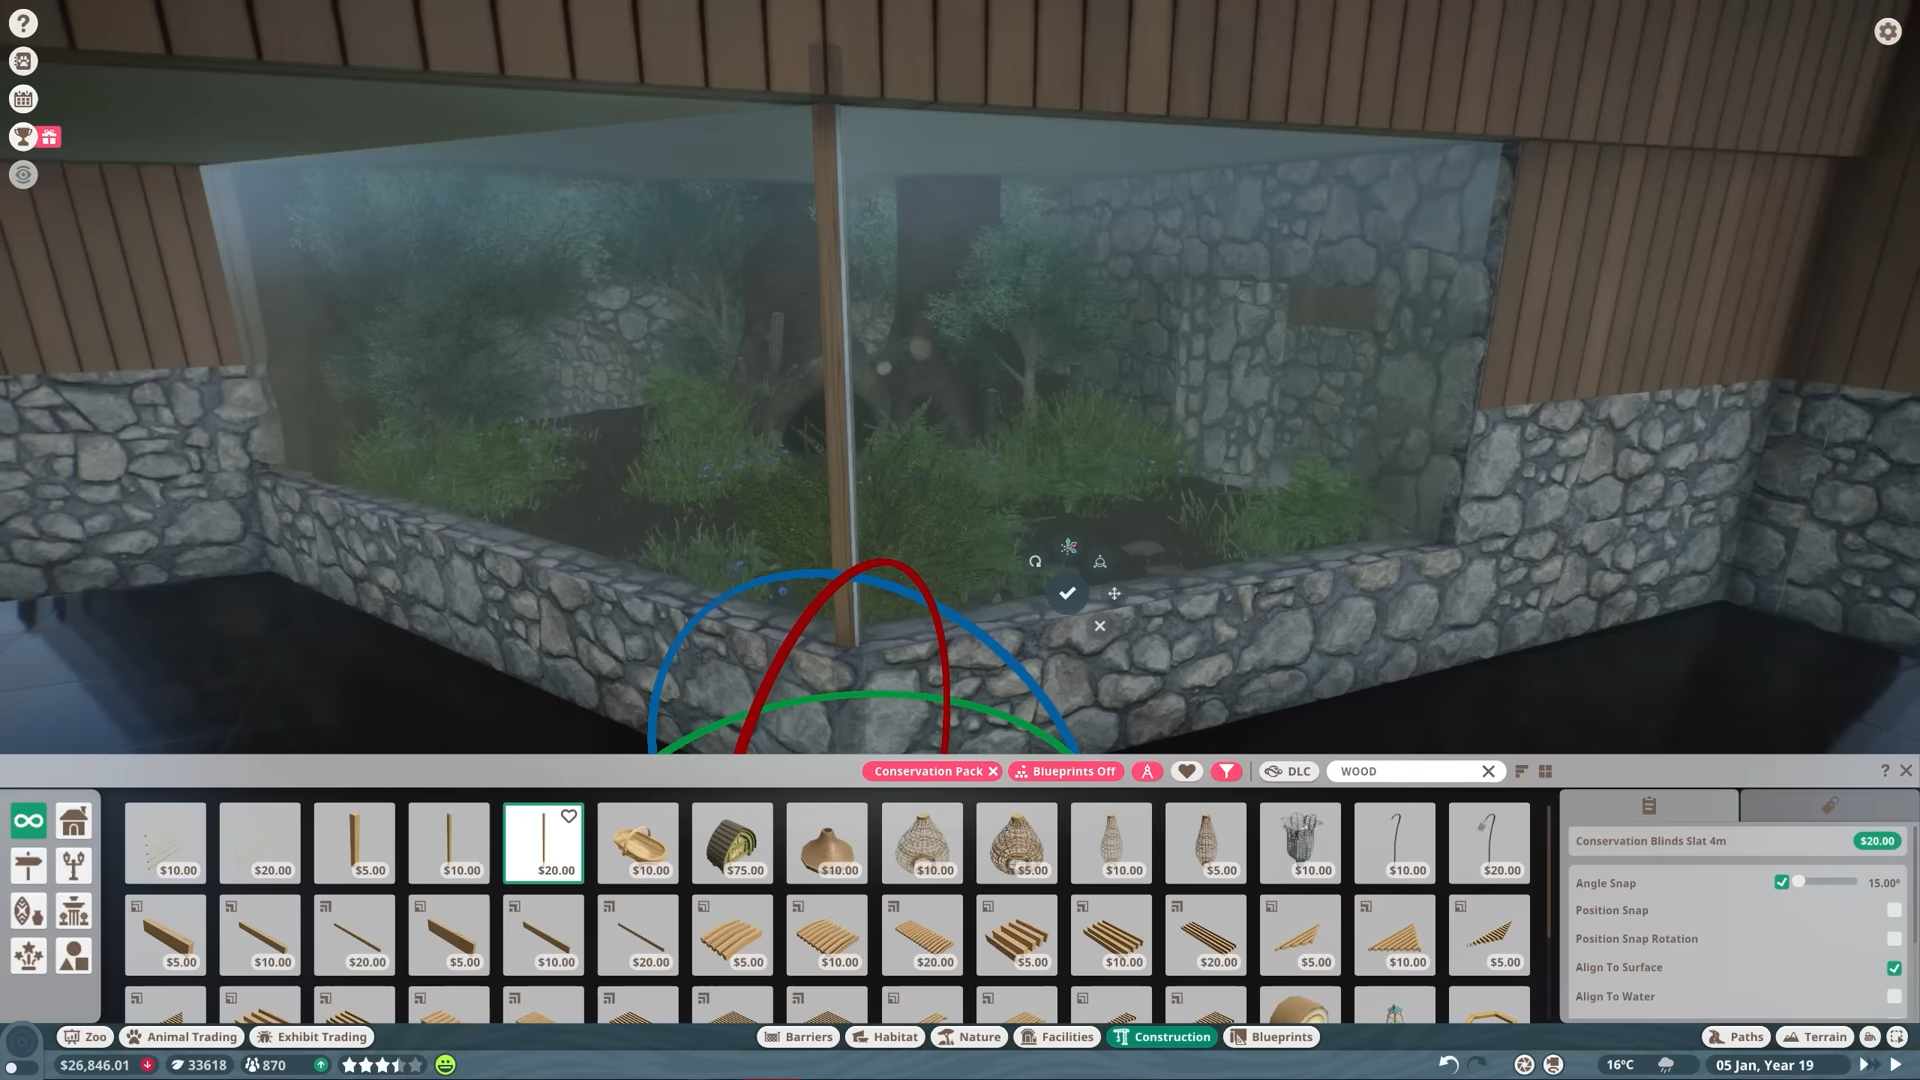 Conservation Pack
Blueprints Off
DLC
WOOD
$10.00
$20.00
$5.00
$10.00
$20.00
$10.00
$75.00
$10.00
$10.00
$5.00
$10.00
$5.00
$10.00
$10.00
$20.00
$5.00
$10.00
$20.00
$5.00
$10.00
$20.00
$5.00
$10.00
$20.00
$5.00
$10.00
$20.00
$5.00
$10.00
$5.00
Conservation Blinds Slat 4m
$20.00
Angle Snap
15.00°
Position Snap
Position Snap Rotation
Align To Surface
Align To Water
Zoo
Animal Trading
Exhibit Trading
Barriers
Habitat
Nature
Facilities
Construction
Blueprints
Paths
Terrain
$26,846.01
33618
870
16°C
05 Jan, Year 19